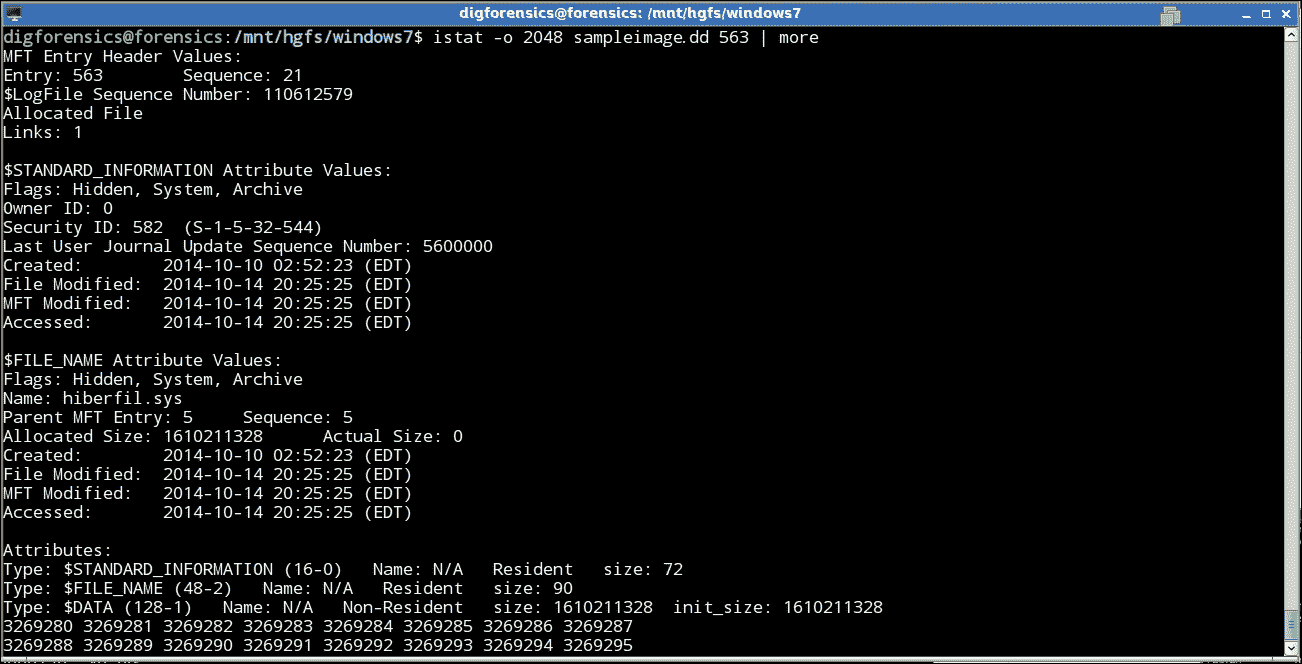 digforensics@forensics: /mnt/hgfs/windows7
digforensics@forensics:/mnt/hgfs/windows7$ istat -o 2048 sampleimage.dd 563 | more
MFT Entry Header Values:
Entry: 563        Sequence: 21
$LogFile Sequence Number: 110612579
Allocated File
Links: 1
$STANDARD_INFORMATION Attribute Values:
Flags: Hidden, System, Archive
Owner ID: 0
Security ID: 582  (S-1-5-32-544)
Last User Journal Update Sequence Number: 5600000
Created:        2014-10-10 02:52:23 (EDT)
File Modified:  2014-10-14 20:25:25 (EDT)
MFT Modified:   2014-10-14 20:25:25 (EDT)
Accessed:       2014-10-14 20:25:25 (EDT)
$FILE_NAME Attribute Values:
Flags: Hidden, System, Archive
Name: hiberfil.sys
Parent MFT Entry: 5     Sequence: 5
Allocated Size: 1610211328      Actual Size: 0
Created:        2014-10-10 02:52:23 (EDT)
File Modified:  2014-10-14 20:25:25 (EDT)
MFT Modified:   2014-10-14 20:25:25 (EDT)
Accessed:       2014-10-14 20:25:25 (EDT)
Attributes:
Type: $STANDARD_INFORMATION (16-0)   Name: N/A   Resident   size: 72
Type: $FILE_NAME (48-2)   Name: N/A   Resident   size: 90
Type: $DATA (128-1)   Name: N/A   Non-Resident   size: 1610211328  init_size: 1610211328
3269280 3269281 3269282 3269283 3269284 3269285 3269286 3269287
3269288 3269289 3269290 3269291 3269292 3269293 3269294 3269295